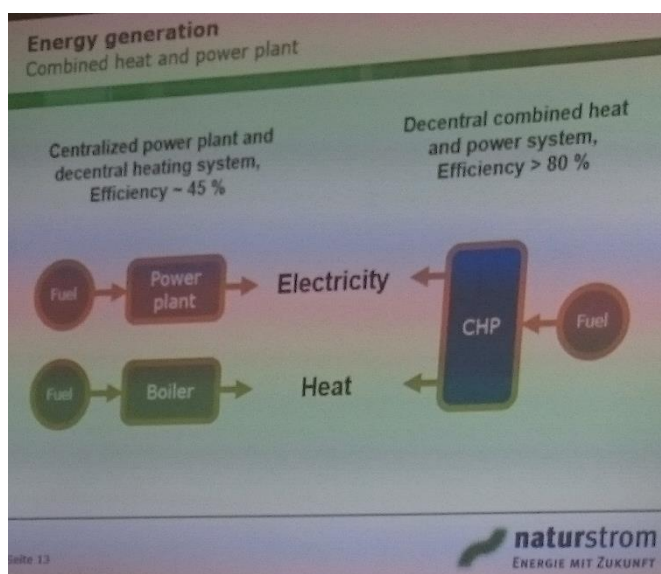 Energy generation
Combined heat and power plant
Centralized power plant and
decentral heating system,
Efficiency ~ 45 %
Decentral combined heat
and power system,
Efficiency > 80 %
Fuel
Power
plant
Electricity
CHP
Fuel
Fuel
Boiler
Heat
Seite 13
naturstrom
ENERGIE MIT ZUKUNFT